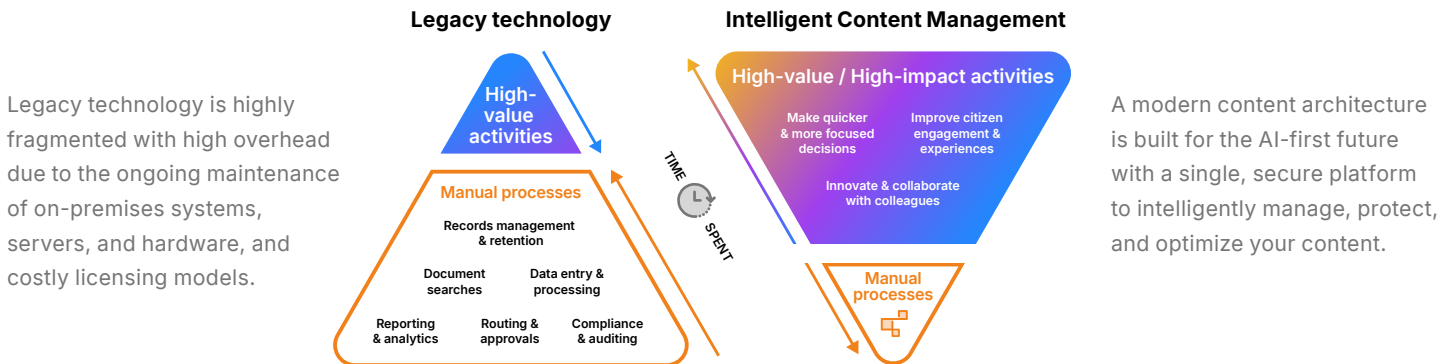 Legacy technology
Intelligent Content Management
Legacy technology is highly
fragmented with high overhead
due to the ongoing maintenance
of on-premises systems,
servers, and hardware, and
costly licensing models.
High-
value
activities
Manual processes
Records management
& retention
Document
searches
Data entry &
processing
Reporting
& analytics
Routing &
approvals
Compliance
& auditing
TIME
SPENT
High-value / High-impact activities
Make quicker
& more focused
decisions
Improve citizen
engagement &
experiences
Innovate & collaborate
with colleagues
Manual
processes
A modern content architecture
is built for the AI-first future
with a single, secure platform
to intelligently manage, protect,
and optimize your content.